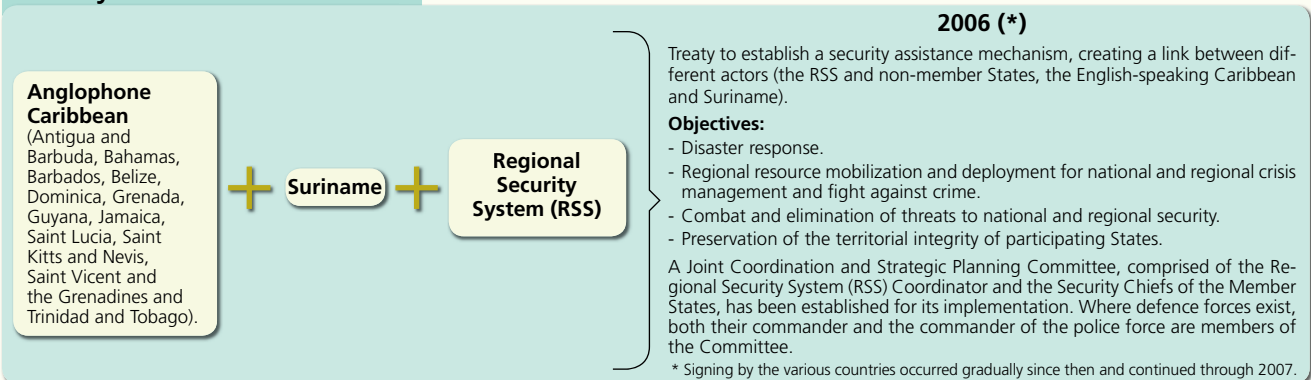 Anglophone
Caribbean
(Antigua and
Barbuda, Bahamas,
Barbados, Belize,
Dominica, Grenada,
Guyana, Jamaica,
Saint Lucia, Saint
Kitts and Nevis,
Saint Vicent and
the Grenadines and
Trinidad and Tobago).
+
Suriname
+
Regional
Security
System (RSS)
2006 (*)
Treaty to establish a security assistance mechanism, creating a link between dif-
ferent actors (the RSS and non-member States, the English-speaking Caribbean
and Suriname).
Objectives:
- Disaster response.
- Regional resource mobilization and deployment for national and regional crisis
management and fight against crime.
- Combat and elimination of threats to national and regional security.
- Preservation of the territorial integrity of participating States.
A Joint Coordination and Strategic Planning Committee, comprised of the Re-
gional Security System (RSS) Coordinator and the Security Chiefs of the Member
States, has been established for its implementation. Where defence forces exist,
both their commander and the commander of the police force are members of
the Committee.
* Signing by the various countries occurred gradually since then and continued through 2007.